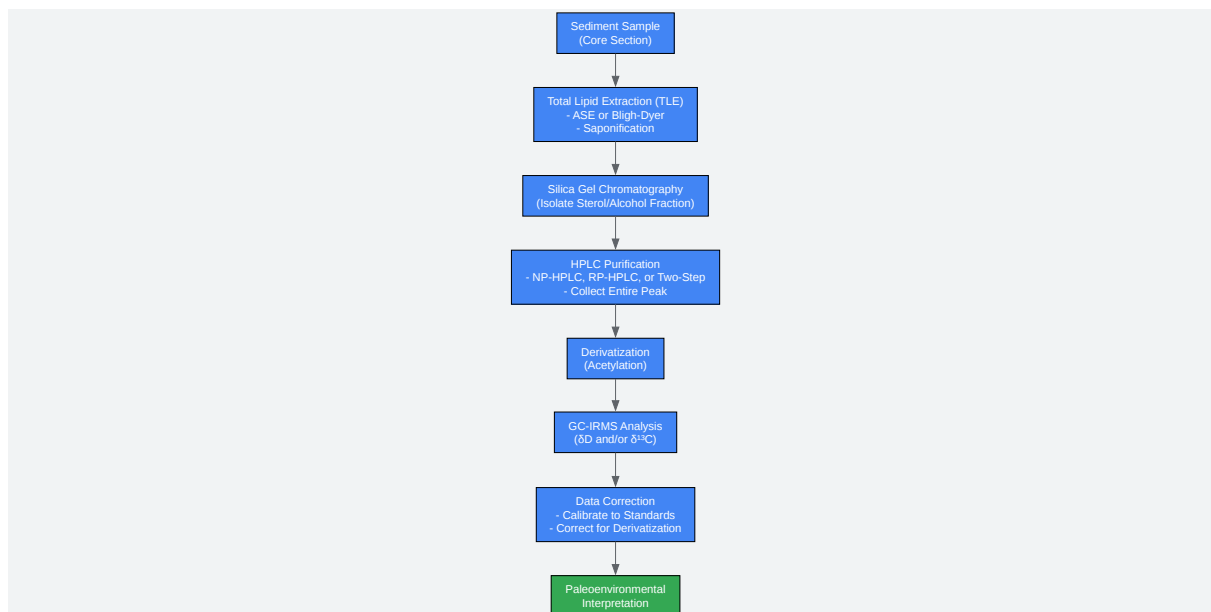 Sediment Sample
(Core Section)
Total Lipid Extraction (TLE)
- ASE or Bligh-Dyer
- Saponification
Silica Gel Chromatography
(Isolate Sterol/Alcohol Fraction)
HPLC Purification
- NP-HPLC, RP-HPLC, or Two-Step
- Collect Entire Peak
Derivatization
(Acetylation)
GC-IRMS Analysis
(δD and/or δ¹³C)
Data Correction
- Calibrate to Standards
- Correct for Derivatization
Paleoenvironmental
Interpretation